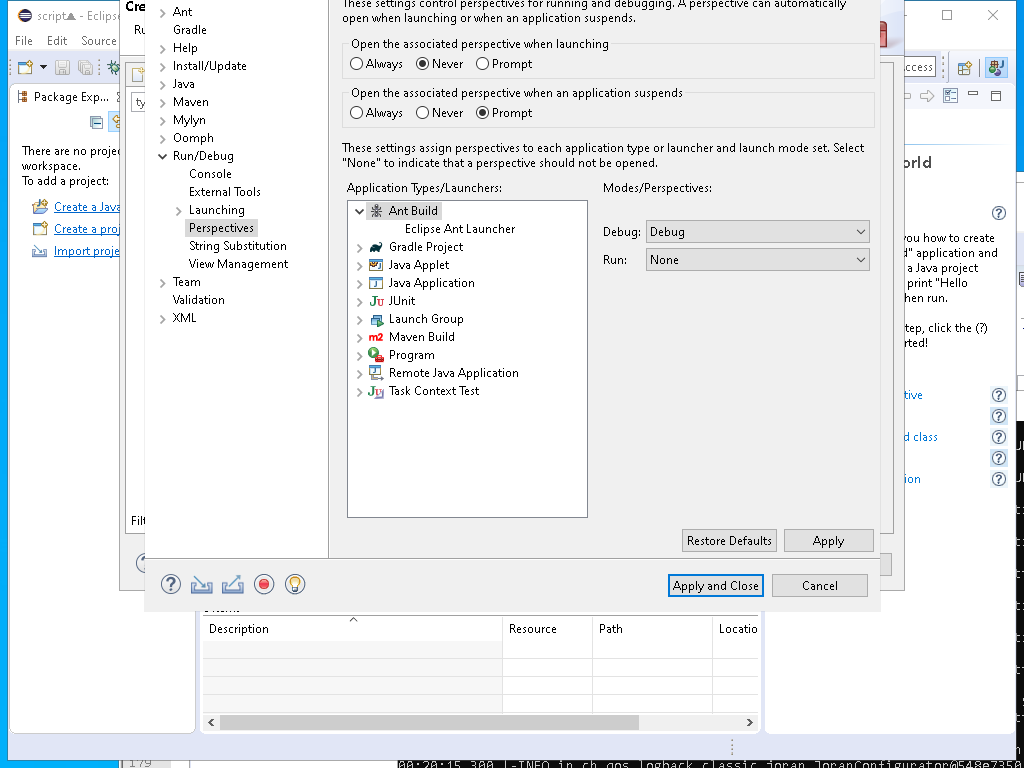 script▲ - Eclips
File Edit Source
Package Exp...
There are no proje
workspace.
To add a project:
Create a Java
Create a proj
Import proje
Cre
Ru
ty
Filt
Ant
Gradle
Help
Install/Update
Java
Maven
Mylyn
Oomph
Run/Debug
Console
External Tools
Launching
Perspectives
String Substitution
View Management
Team
Validation
XML
These settings control perspectives for running and debugging. A perspective can automatically
open when launching or when an application suspends.
Open the associated perspective when launching
Always Never Prompt
Open the associated perspective when an application suspends
Always Never Prompt
These settings assign perspectives to each application type or launcher and launch mode set. Select
"None" to indicate that a perspective should not be opened.
Application Types/Launchers:
Modes/Perspectives:
Ant Build
Eclipse Ant Launcher
Gradle Project
Java Applet
Java Application
JUnit
Launch Group
Maven Build
Program
Remote Java Application
Task Context Test
Debug: Debug
Run: None
Restore Defaults Apply
Apply and Close Cancel
ccess
orld
you how to create
d" application and
a Java project
print "Hello
hen run.
tep, click the (?)
rted!
tive
d class
ion
Description Resource Path Locatio
179
00:20:15,300 |-INFO in ch.qos.logback.classic.joran.JoranConfigurator@548e7350